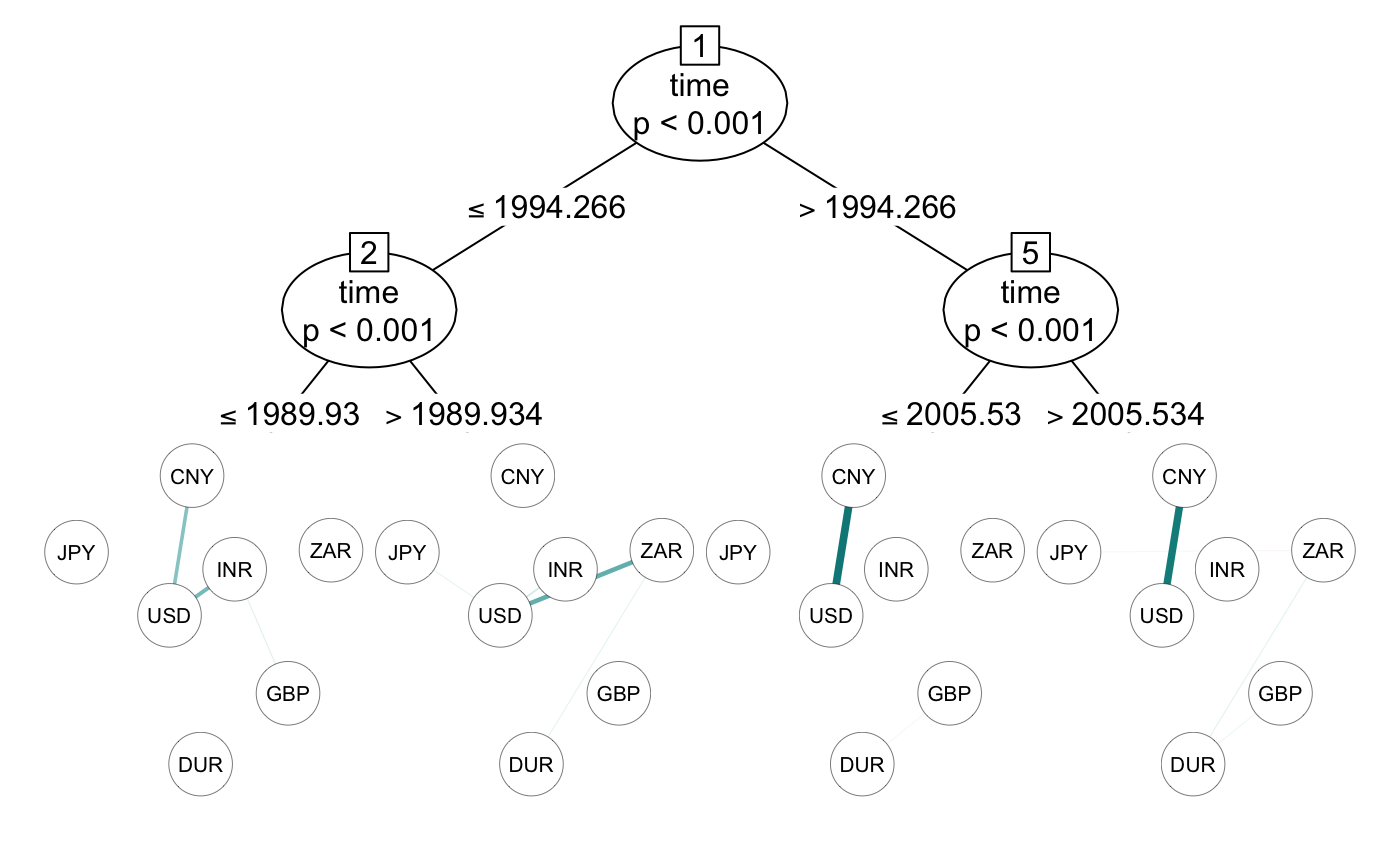 1
time
p < 0.001
≤ 1994.266
> 1994.266
2
time
p < 0.001
5
time
p < 0.001
≤ 1989.93
> 1989.934
≤ 2005.53
> 2005.534
CNY
JPY
INR
ZAR
USD
GBP
DUR
CNY
JPY
INR
ZAR
USD
GBP
DUR
CNY
JPY
INR
ZAR
USD
GBP
DUR
CNY
JPY
INR
ZAR
USD
GBP
DUR